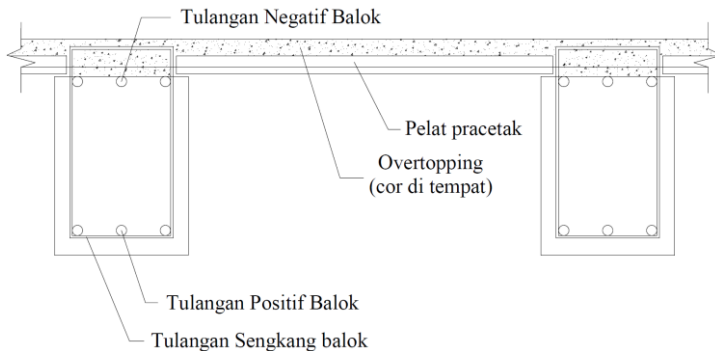 Tulangan Negatif Balok
Pelat pracetak
Overtopping
(cor di tempat)
Tulangan Positif Balok
Tulangan Sengkang balok